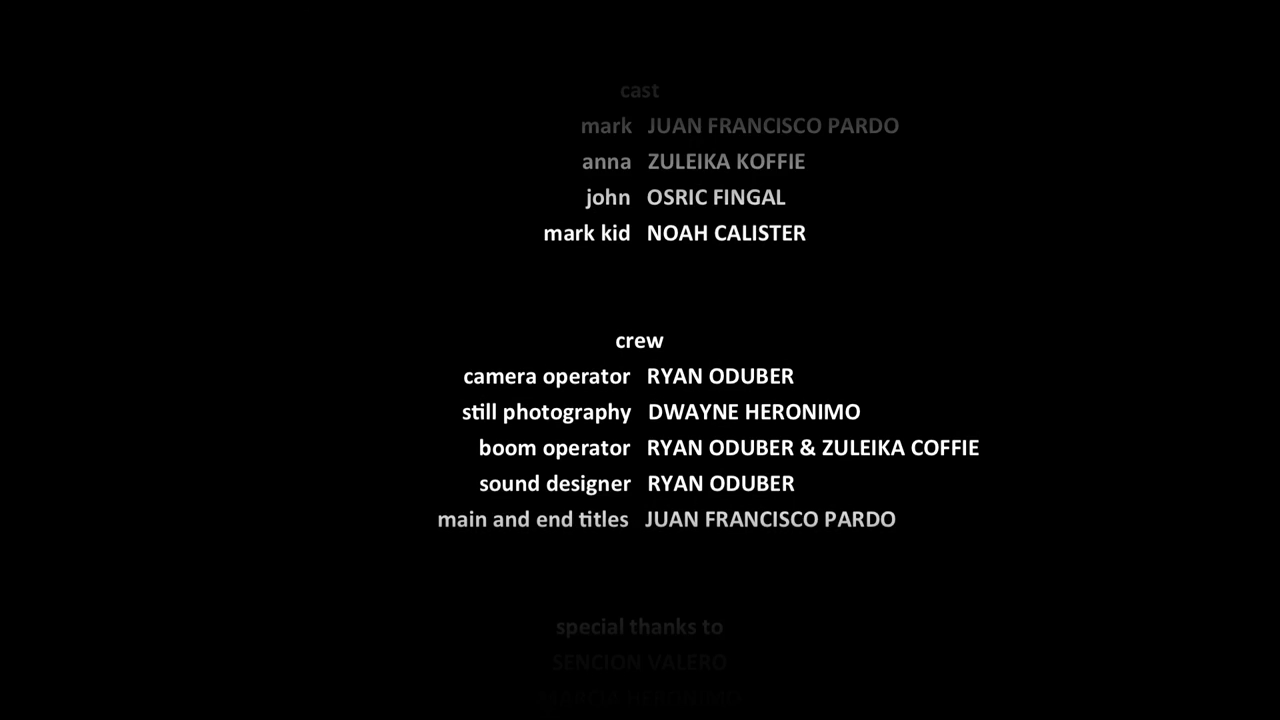 cast
mark JUAN FRANCISCO PARDO
anna ZULEIKA KOFFIE
john OSRIC FINGAL
mark kid NOAH CALISTER
crew
camera operator RYAN ODUBER
still photography DWAYNE HERONIMO
boom operator RYAN ODUBER & ZULEIKA COFFIE
sound designer RYAN ODUBER
main and end titles JUAN FRANCISCO PARDO
special thanks to
SENCION VALERO
HERONIMO